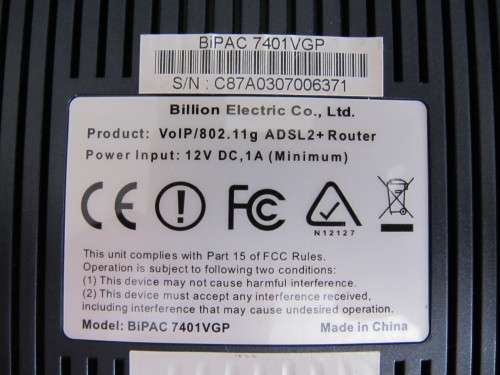 BiPAC 7401VGP
S/N : C87A0307006371
Billion Electric Co., Ltd.
Product: VoIP/802.11g ADSL2+ Router
Power Input: 12V DC,1A (Minimum)
CE FC
N12127
This unit complies with Part 15 of FCC Rules.
Operation is subject to following two conditions:
(1) This device may not cause harmful interference.
(2) This device must accept any interference received,
including interference that may cause undesired operation.
Model: BiPAC 7401VGP Made in China